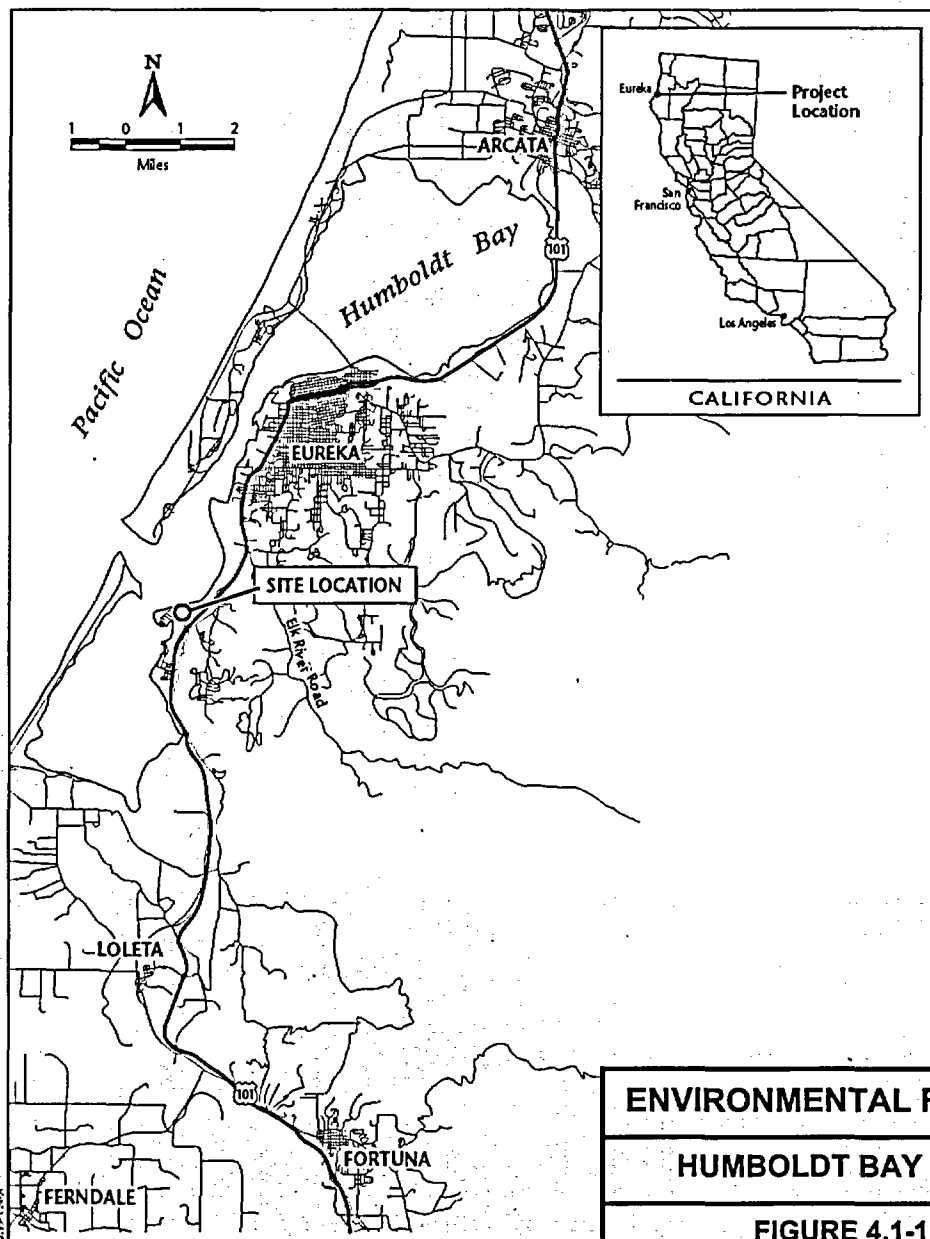 N
1 0 1 2
Miles
ARCATA
101
Humboldt Bay
Pacific Ocean
EUREKA
SITE LOCATION
Elk River Road
LOLETA
101
FORTUNA
FERNDALE
Eureka
Project
Location
San
Francisco
Los Angeles
CALIFORNIA
ENVIRONMENTAL
HUMBOLDT BAY
FIGURE 4.1-1